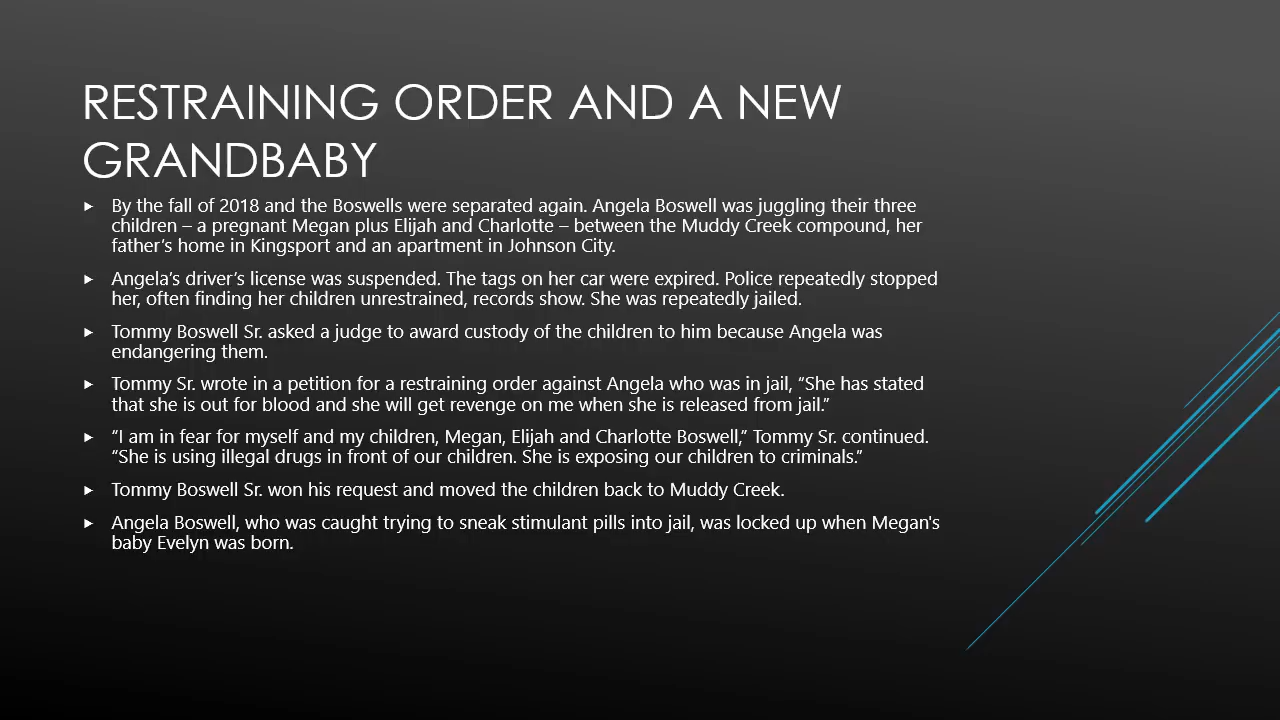 RESTRAINING ORDER AND A NEW
GRANDBABY
By the fall of 2018 and the Boswells were separated again. Angela Boswell was juggling their three
children – a pregnant Megan plus Elijah and Charlotte – between the Muddy Creek compound, her
father’s home in Kingsport and an apartment in Johnson City.
Angela’s driver’s license was suspended. The tags on her car were expired. Police repeatedly stopped
her, often finding her children unrestrained, records show. She was repeatedly jailed.
Tommy Boswell Sr. asked a judge to award custody of the children to him because Angela was
endangering them.
Tommy Sr. wrote in a petition for a restraining order against Angela who was in jail, “She has stated
that she is out for blood and she will get revenge on me when she is released from jail.”
“I am in fear for myself and my children, Megan, Elijah and Charlotte Boswell,” Tommy Sr. continued.
“She is using illegal drugs in front of our children. She is exposing our children to criminals.”
Tommy Boswell Sr. won his request and moved the children back to Muddy Creek.
Angela Boswell, who was caught trying to sneak stimulant pills into jail, was locked up when Megan's
baby Evelyn was born.